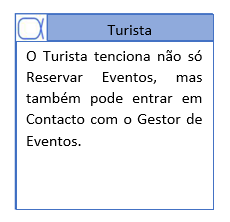 Turista
O Turista tenciona não só
Reservar Eventos, mas
também pode entrar em
Contacto com o Gestor de
Eventos.